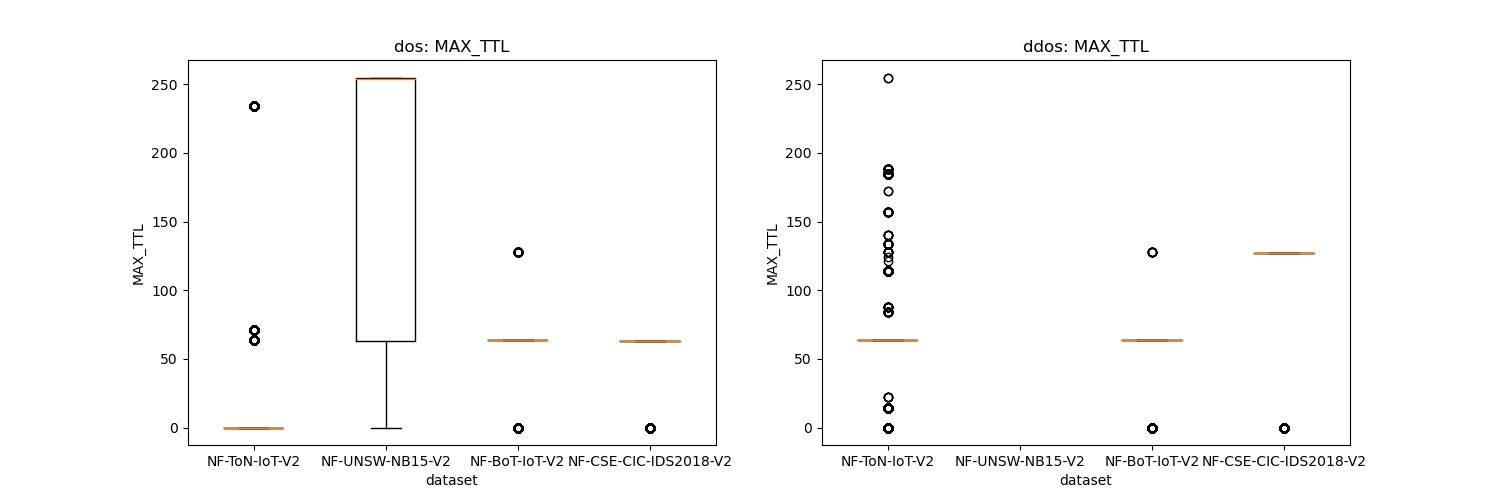 dos: MAX_TTL
250
200
150
100
50
0
MAX_TTL
NF-ToN-IoT-V2 NF-UNSW-NB15-V2 NF-BoT-IoT-V2 NF-CSE-CIC-IDS2018-V2
dataset
ddos: MAX_TTL
250
200
150
100
50
0
MAX_TTL
NF-ToN-IoT-V2 NF-UNSW-NB15-V2 NF-BoT-IoT-V2 NF-CSE-CIC-IDS2018-V2
dataset